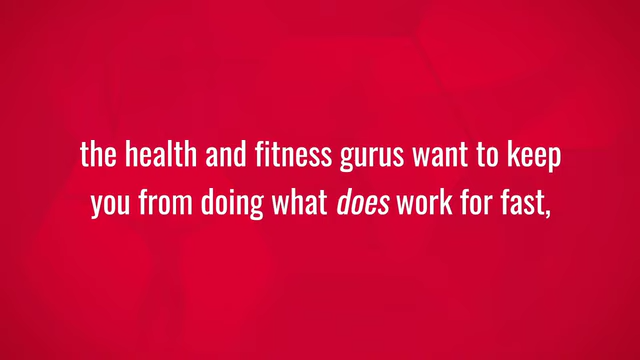 the health and fitness gurus want to keep
you from doing what does work for fast,